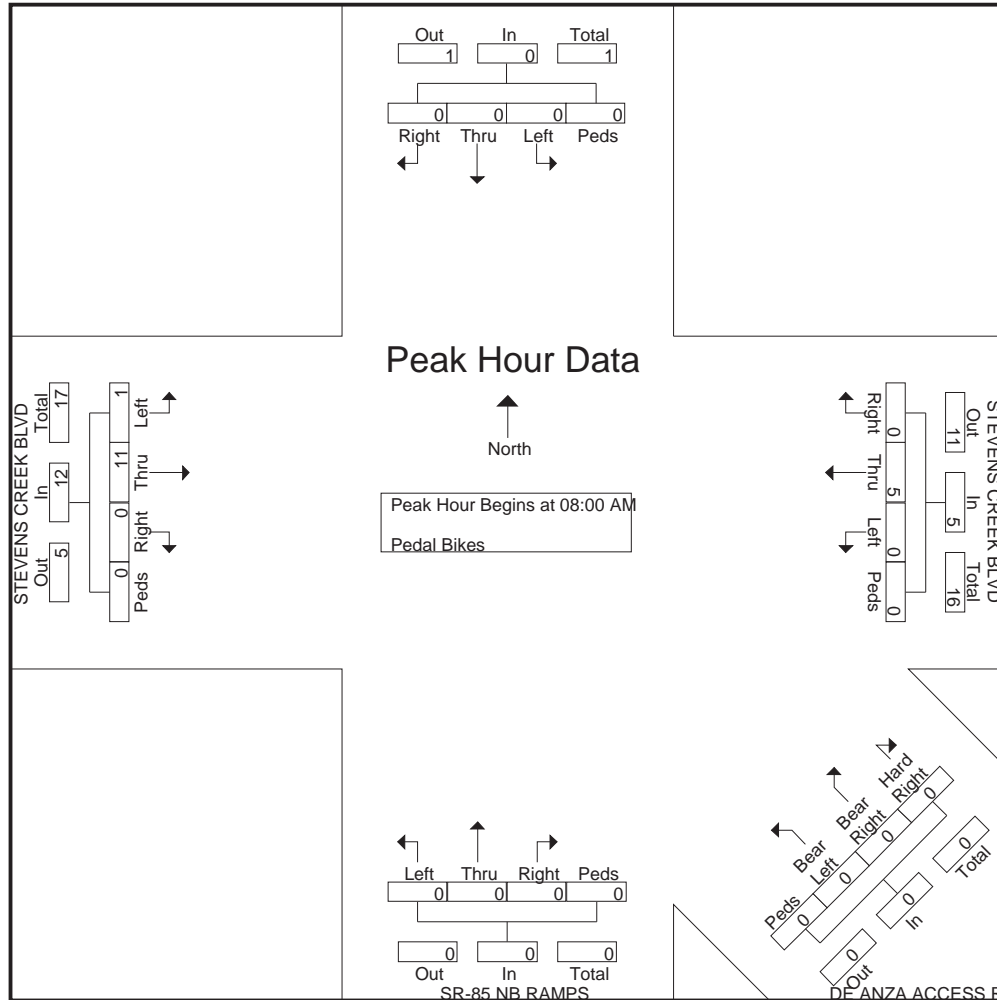 Out In Total
1 0 1
0 0 0 0
Right Thru Left Peds
Peak Hour Data
North
Peak Hour Begins at 08:00 AM
Pedal Bikes
STEVENS CREEK BLVD
Out In Total
5 12 17
1 11 0 0
Left Thru Right Peds
STEVENS CREEK BLVD
Out In Total
11 5 16
0 5 0 0
Right Thru Left Peds
Left Thru Right Peds
0 0 0 0
0 0 0
Out In Total
SR-85 NB RAMPS
Peds Bear Left Bear Right Hard Right
0 0 0 0
0 0 0
Out In Total
DE ANZA ACCESS